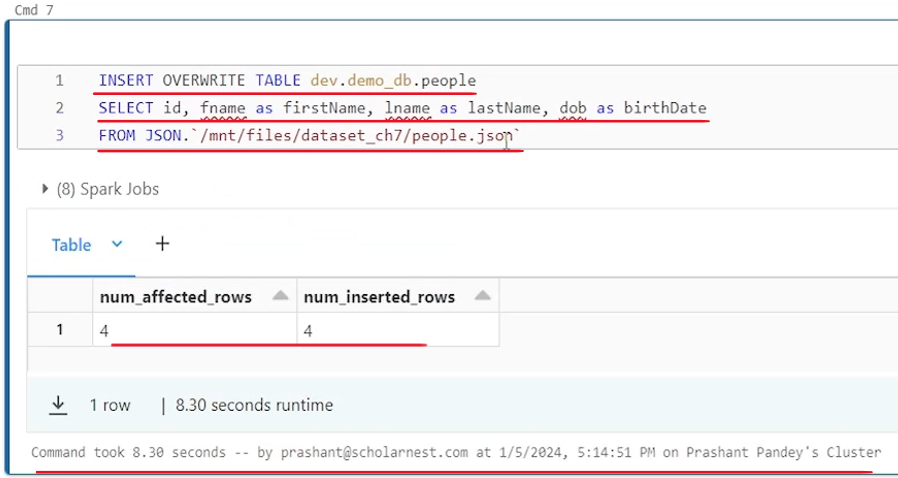 Cmd 7
1 INSERT OVERWRITE TABLE dev.demo_db.people
2 SELECT id, fname as firstName, lname as lastName, dob as birthDate
3 FROM JSON.`/mnt/files/dataset_ch7/people.json`
(8) Spark Jobs
Table +
num_affected_rows num_inserted_rows
1 4 4
1 row | 8.30 seconds runtime
Command took 8.30 seconds -- by prashant@scholarnest.com at 1/5/2024, 5:14:51 PM on Prashant Pandey's Cluster